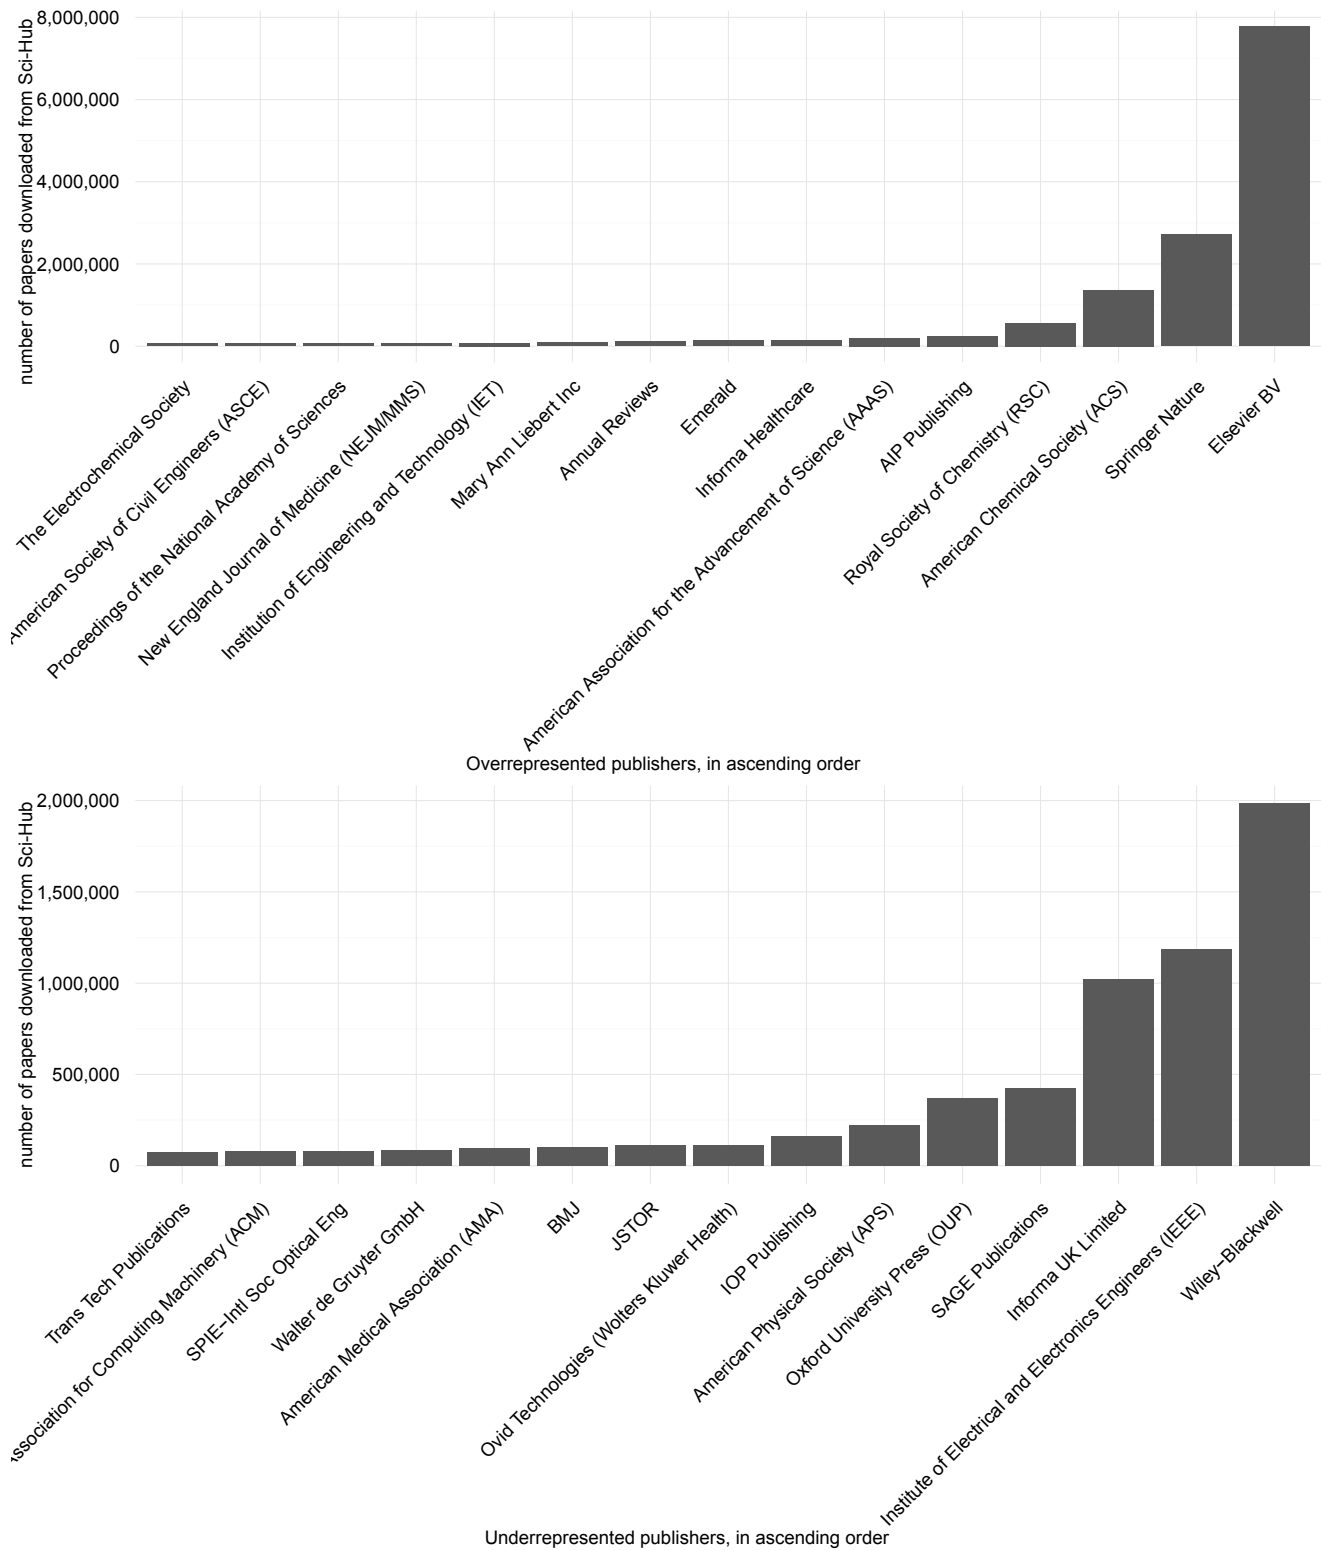 number of papers downloaded from Sci-Hub
8,000,000
6,000,000
4,000,000
2,000,000
0
The Electrochemical Society
American Society of Civil Engineers (ASCE)
Proceedings of the National Academy of Sciences
New England Journal of Medicine (NEJM/MMS)
Institution of Engineering and Technology (IET)
Mary Ann Liebert Inc
Annual Reviews
Emerald
Informa Healthcare
American Association for the Advancement of Science (AAAS)
AIP Publishing
Royal Society of Chemistry (RSC)
American Chemical Society (ACS)
Springer Nature
Elsevier BV
Overrepresented publishers, in ascending order
number of papers downloaded from Sci-Hub
2,000,000
1,500,000
1,000,000
500,000
0
Trans Tech Publications
ssociation for Computing Machinery (ACM)
SPIE−Intl Soc Optical Eng
Walter de Gruyter GmbH
American Medical Association (AMA)
BMJ
JSTOR
Ovid Technologies (Wolters Kluwer Health)
IOP Publishing
American Physical Society (APS)
Oxford University Press (OUP)
SAGE Publications
Informa UK Limited
Institute of Electrical and Electronics Engineers (IEEE)
Wiley−Blackwell
Underrepresented publishers, in ascending order